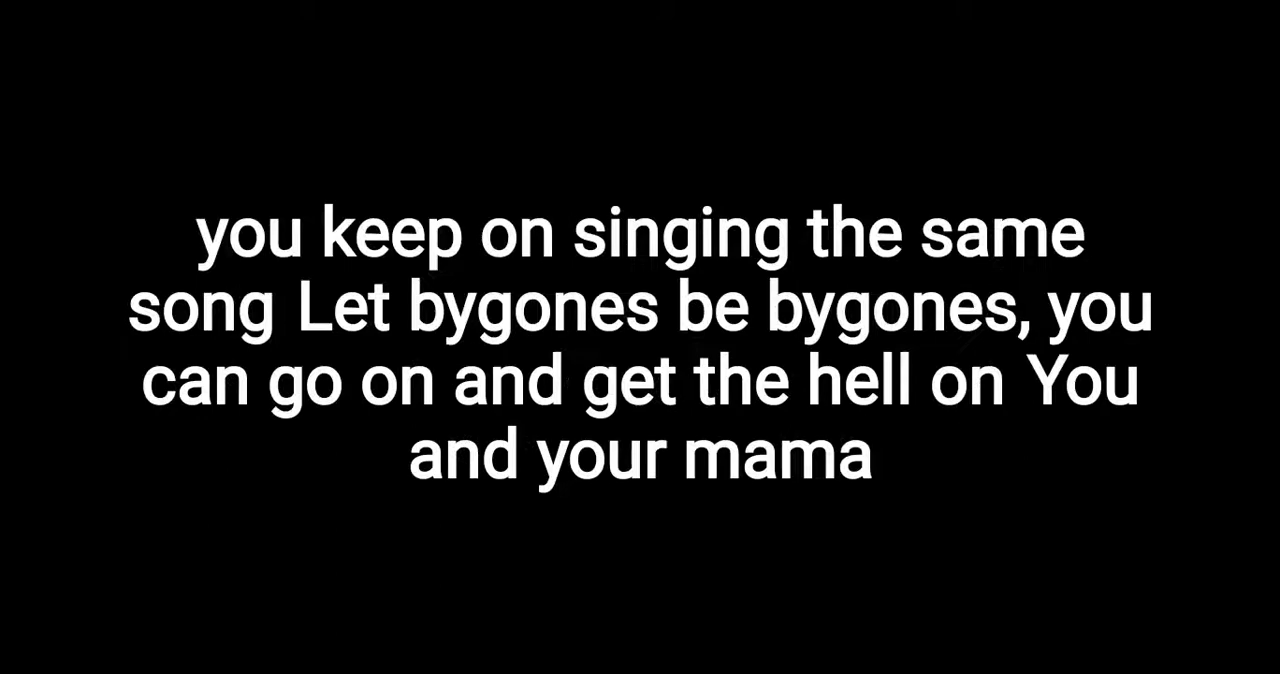 you keep on singing the same
song Let bygones be bygones, you
can go on and get the hell on You
and your mama